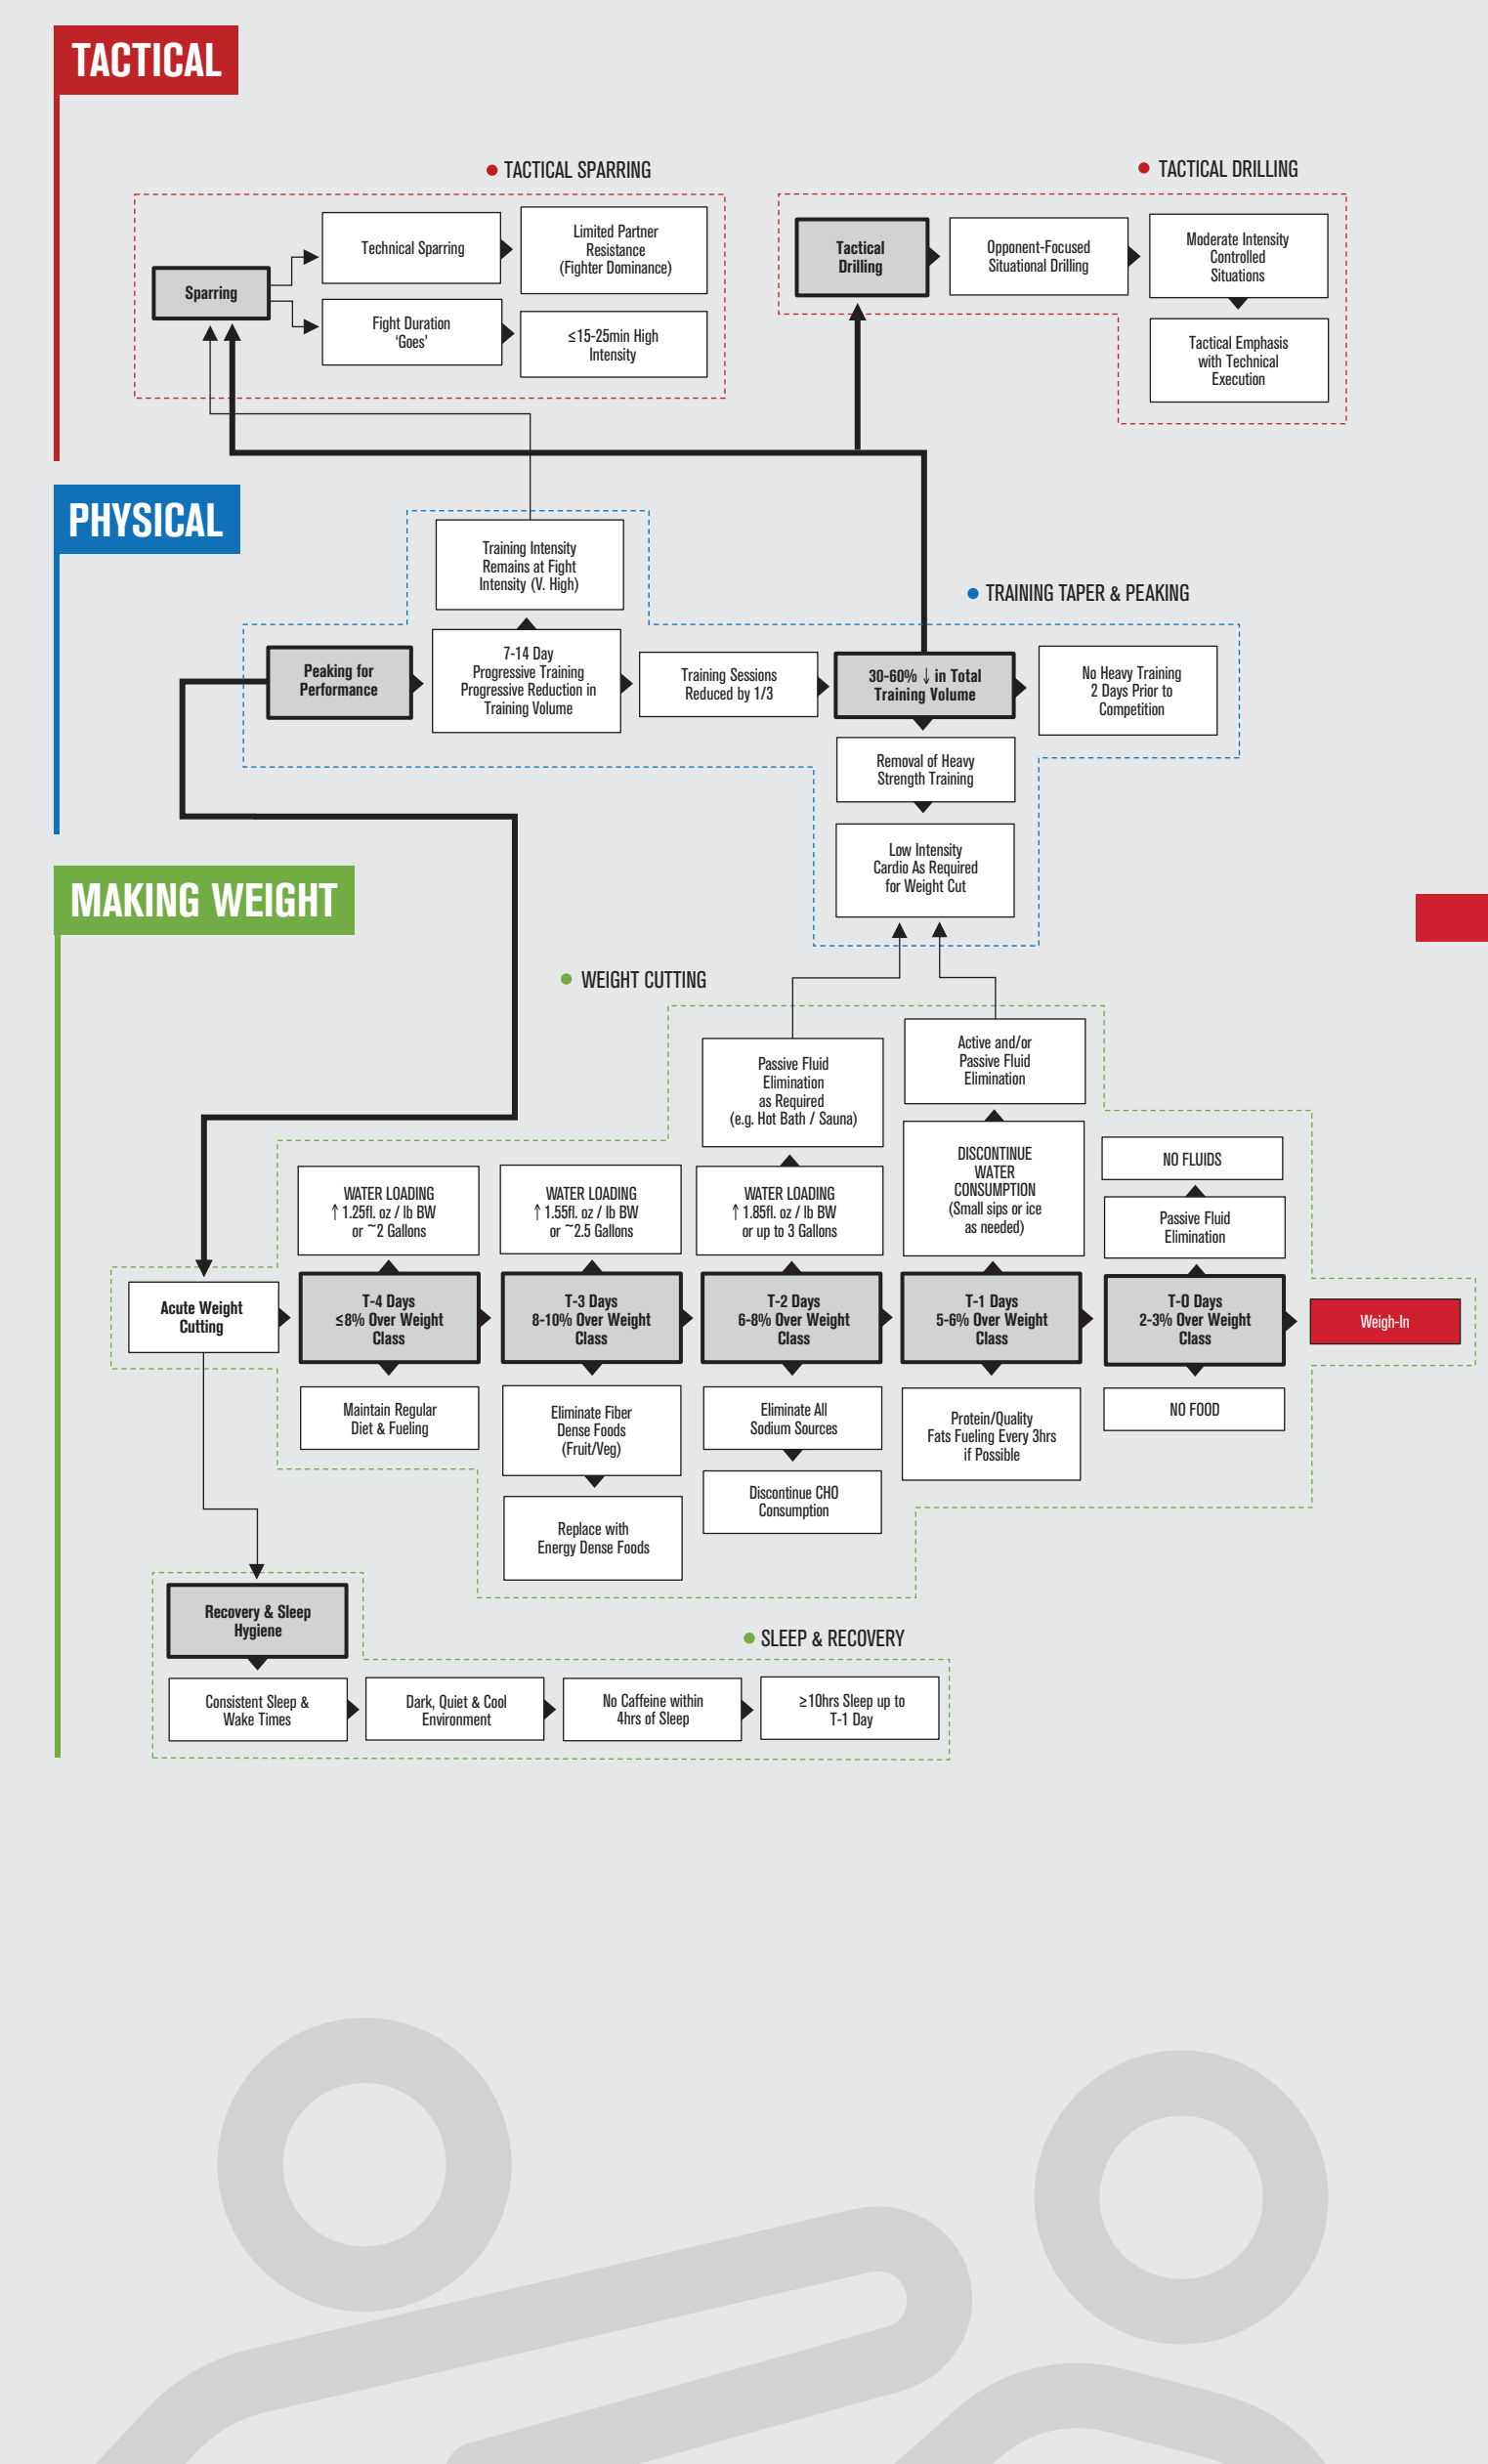 TACTICAL
TACTICAL SPARRING
Sparring
Technical Sparring
Limited Partner
Resistance
(Fighter Dominance)
Fight Duration
‘Goes’
≤15-25min High
Intensity
TACTICAL DRILLING
Tactical
Drilling
Opponent-Focused
Situational Drilling
Moderate Intensity
Controlled
Situations
Tactical Emphasis
with Technical
Execution
PHYSICAL
Training Intensity
Remains at Fight
Intensity (V. High)
TRAINING TAPER & PEAKING
Peaking for
Performance
7-14 Day
Progressive Training
Progressive Reduction in
Training Volume
Training Sessions
Reduced by 1/3
30-60% ↓ in Total
Training Volume
No Heavy Training
2 Days Prior to
Competition
Removal of Heavy
Strength Training
Low Intensity
Cardio As Required
for Weight Cut
MAKING WEIGHT
WEIGHT CUTTING
Passive Fluid
Elimination
as Required
(e.g. Hot Bath / Sauna)
Active and/or
Passive Fluid
Elimination
WATER LOADING
↑ 1.25fl. oz / lb BW
or ~2 Gallons
WATER LOADING
↑ 1.55fl. oz / lb BW
or ~2.5 Gallons
WATER LOADING
↑ 1.85fl. oz / lb BW
or up to 3 Gallons
DISCONTINUE
WATER
CONSUMPTION
(Small sips or ice
as needed)
NO FLUIDS
Passive Fluid
Elimination
Acute Weight
Cutting
T-4 Days
≤8% Over Weight
Class
T-3 Days
8-10% Over Weight
Class
T-2 Days
6-8% Over Weight
Class
T-1 Days
5-6% Over Weight
Class
T-0 Days
2-3% Over Weight
Class
Weigh-In
Maintain Regular
Diet & Fueling
Eliminate Fiber
Dense Foods
(Fruit/Veg)
Replace with
Energy Dense Foods
Eliminate All
Sodium Sources
Discontinue CHO
Consumption
Protein/Quality
Fats Fueling Every 3hrs
if Possible
NO FOOD
Recovery & Sleep
Hygiene
SLEEP & RECOVERY
Consistent Sleep &
Wake Times
Dark, Quiet & Cool
Environment
No Caffeine within
4hrs of Sleep
≥10hrs Sleep up to
T-1 Day